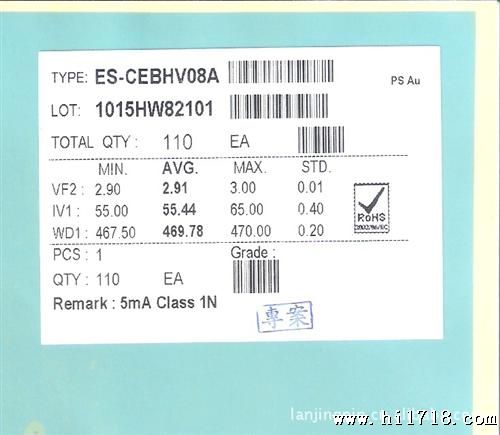 TYPE: ES-CEBHV08A
PS Au
LOT: 1015HW82101
TOTAL QTY : 110 EA
MIN. AVG. MAX. STD.
VF2 : 2.90 2.91 3.00 0.01
IV1 : 55.00 55.44 65.00 0.40
WD1 : 467.50 469.78 470.00 0.20
RoHS
2002/95/EC
PCS : 1 Grade :
QTY : 110 EA
Remark : 5mA Class 1N
專案
www.hi1718.com